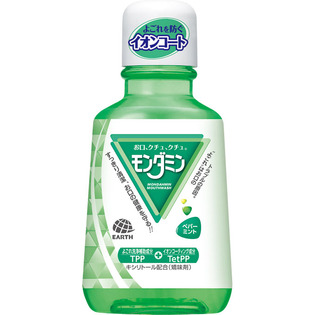 よごれを防ぐ
イオンコート
お口、クチュ、クチュ。
モンダミン
MONDAHMIN
MOUTHWASH
ペパー
ミント
EARTH
よごれ洗浄補助成分
TPP
+
イオンコーティング成分
TetPP
キシリトール配合(矯味剤)